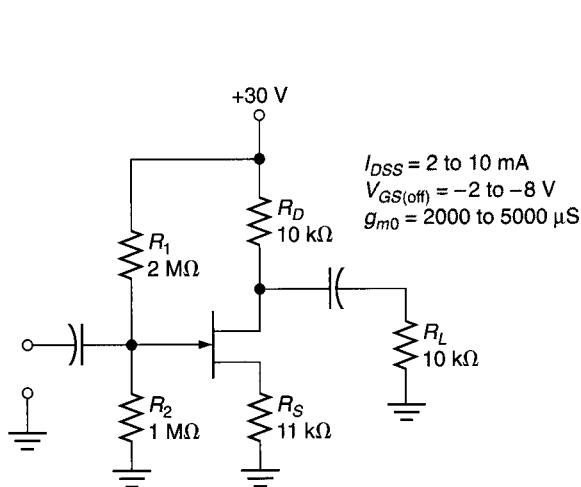 +30 V
I_DSS = 2 to 10 mA
V_GS(off) = −2 to −8 V
g_m0 = 2000 to 5000 μS
R_D
10 kΩ
R_1
2 MΩ
R_L
10 kΩ
R_2
1 MΩ
R_S
11 kΩ